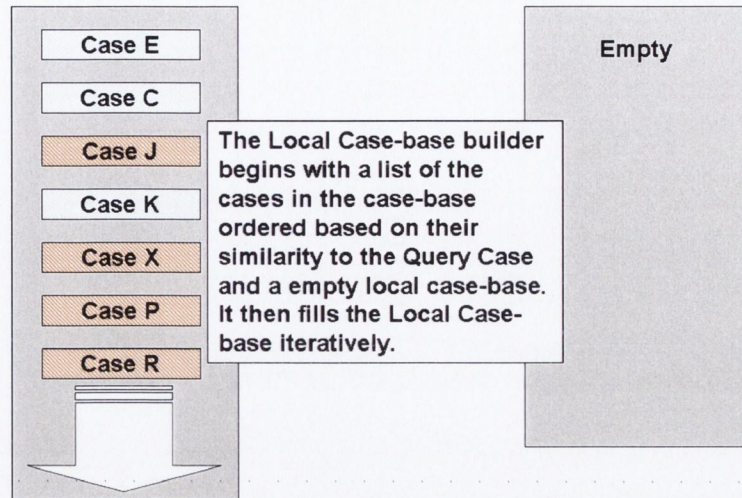 Case E
Case C
Case J
Case K
Case X
Case P
Case R
The Local Case-base builder
begins with a list of the
cases in the case-base
ordered based on their
similarity to the Query Case
and a empty local case-base.
It then fills the Local Case-
base iteratively.
Empty